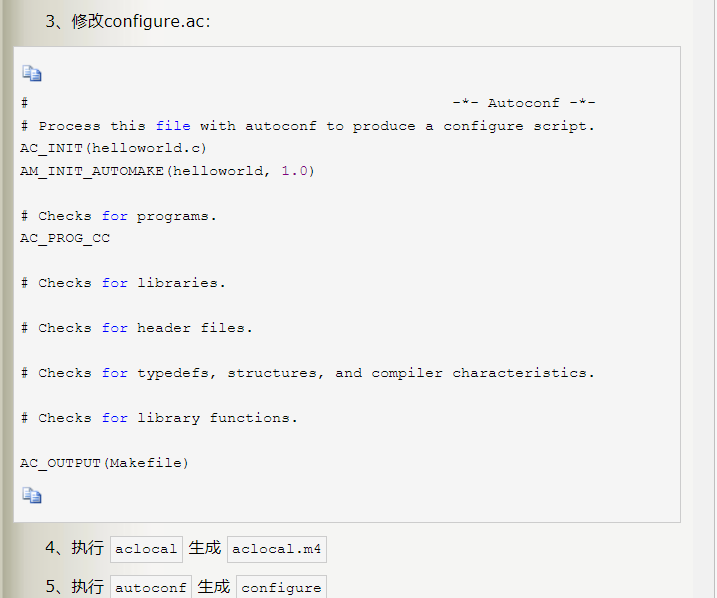 3、修改configure.ac：
# -*- Autoconf -*-
# Process this file with autoconf to produce a configure script.
AC_INIT(helloworld.c)
AM_INIT_AUTOMAKE(helloworld, 1.0)
# Checks for programs.
AC_PROG_CC
# Checks for libraries.
# Checks for header files.
# Checks for typedefs, structures, and compiler characteristics.
# Checks for library functions.
AC_OUTPUT(Makefile)
4、执行 aclocal 生成 aclocal.m4
5、执行 autoconf 生成 configure